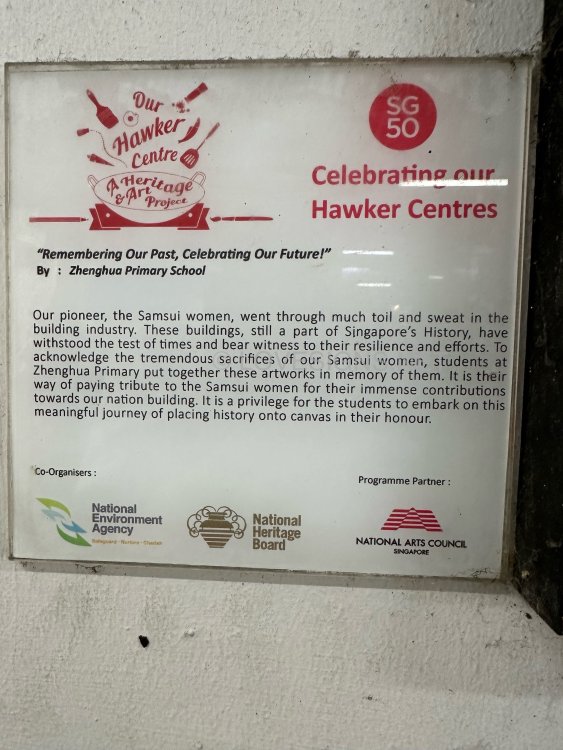 Our
Hawker
Centre
A Heritage
& Art
Project
SG
50
Celebrating our
Hawker Centres
“Remembering Our Past, Celebrating Our Future!”
By : Zhenghua Primary School
Our pioneer, the Samsui women, went through much toil and sweat in the
building industry. These buildings, still a part of Singapore’s History, have
withstood the test of times and bear witness to their resilience and efforts. To
acknowledge the tremendous sacrifices of our Samsui women, students at
Zhenghua Primary put together these artworks in memory of them. It is their
way of paying tribute to the Samsui women for their immense contributions
towards our nation building. It is a privilege for the students to embark on this
meaningful journey of placing history onto canvas in their honour.
Co-Organisers :
Programme Partner :
National
Environment
Agency
Safeguard · Nurture · Cherish
National
Heritage
Board
NATIONAL ARTS COUNCIL
SINGAPORE